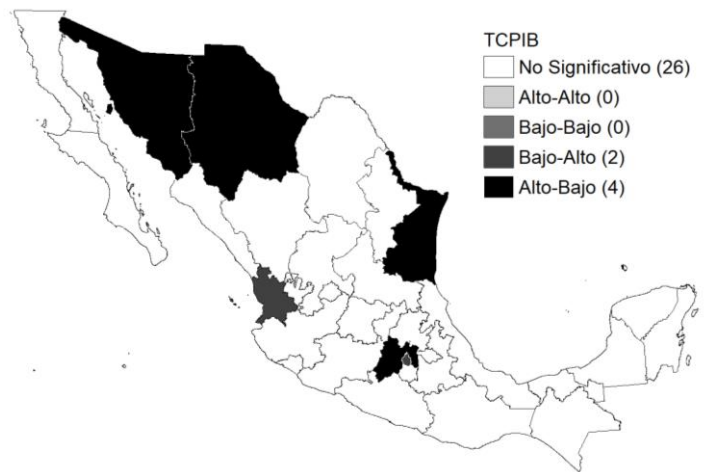 TCPIB
No Significativo (26)
Alto-Alto (0)
Bajo-Bajo (0)
Bajo-Alto (2)
Alto-Bajo (4)